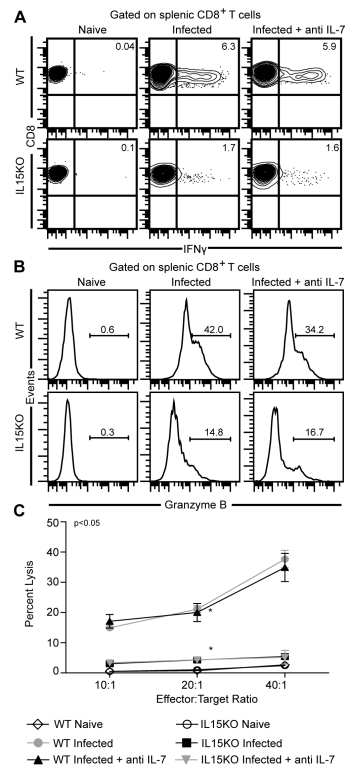 A
Gated on splenic CD8+ T cells
Naive Infected Infected + anti IL-7
WT
0.04 6.3 5.9
CD8
IL15KO
0.1 1.7 1.6
IFNγ
B
Gated on splenic CD8+ T cells
Naive Infected Infected + anti IL-7
WT
0.6 42.0 34.2
Events
IL15KO
0.3 14.8 16.7
Granzyme B
C
p<0.05
Percent Lysis
50
40
30
20
10
0
*
*
10:1 20:1 40:1
Effector:Target Ratio
WT Naive IL15KO Naive
WT Infected IL15KO Infected
WT Infected + anti IL-7 IL15KO Infected + anti IL-7